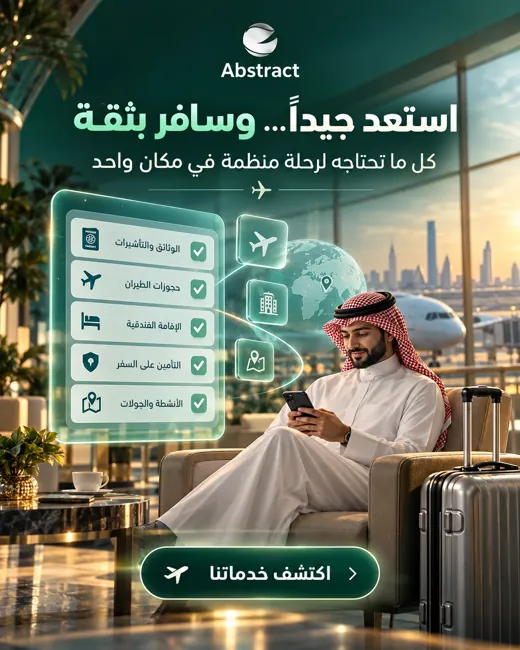 Abstract
استعد جيداً... وسافر بثقة
كل ما تحتاجه لرحلة منظمة في مكان واحد
الوثائق والتأشيرات
حجوزات الطيران
الإقامة الفندقية
التأمين على السفر
الأنشطة والجولات
اكتشف خدماتنا